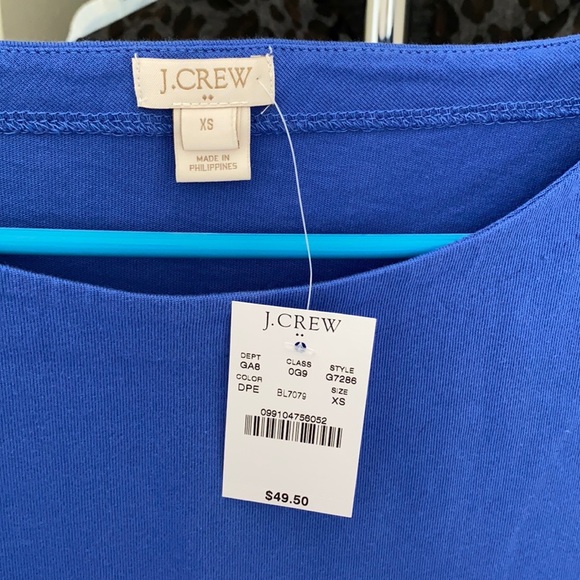 J.CREW
XS
MADE IN
PHILIPPINES
J.CREW
DEPT CLASS STYLE
GA8 0G9 G7286
COLOR SIZE
DPE BL7079 XS
099104756052
$49.50